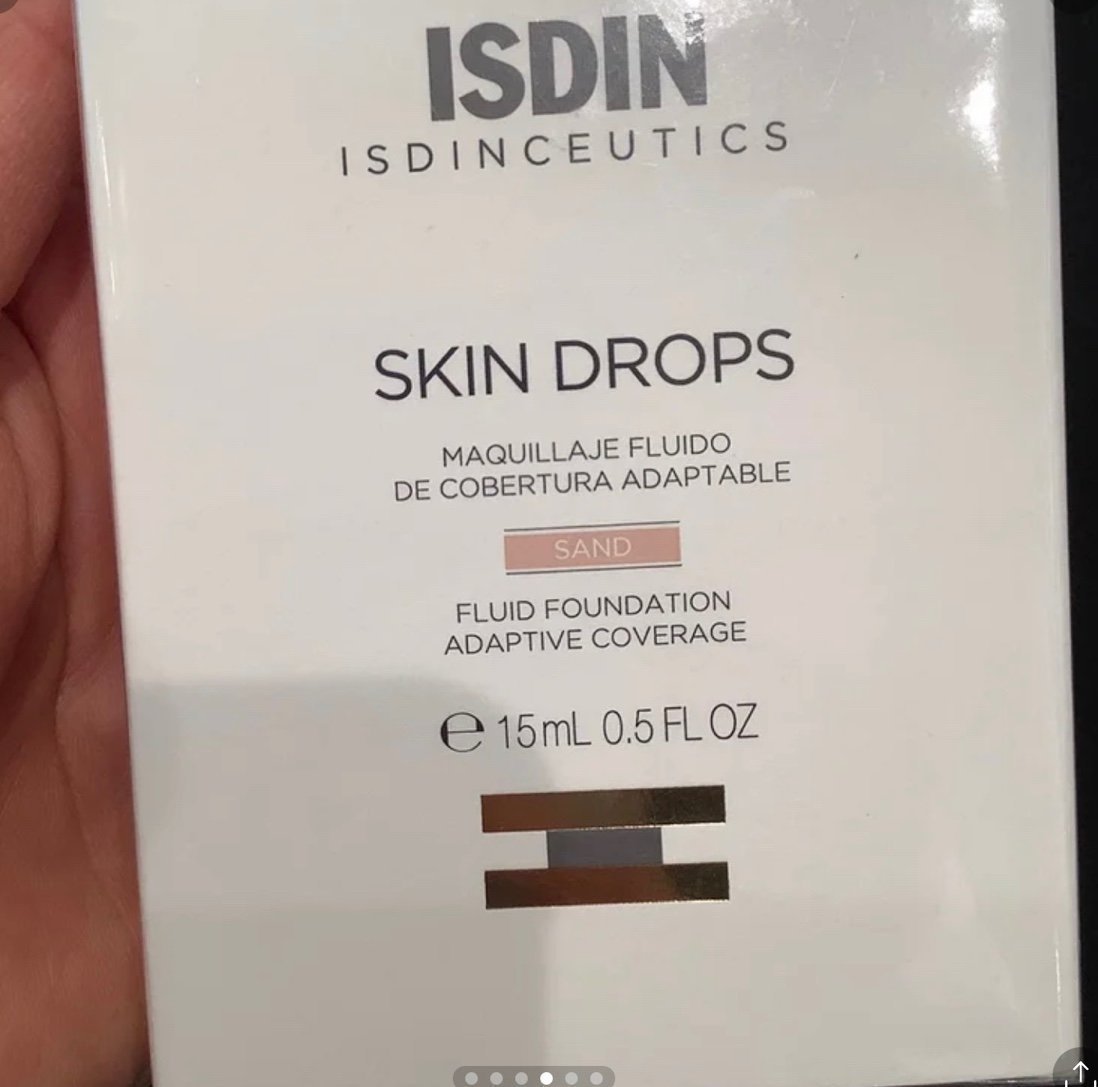 ISDIN
ISDINCEUTICS
SKIN DROPS
MAQUILLAJE FLUIDO
DE COBERTURA ADAPTABLE
SAND
FLUID FOUNDATION
ADAPTIVE COVERAGE
℮ 15mL 0.5 FL OZ